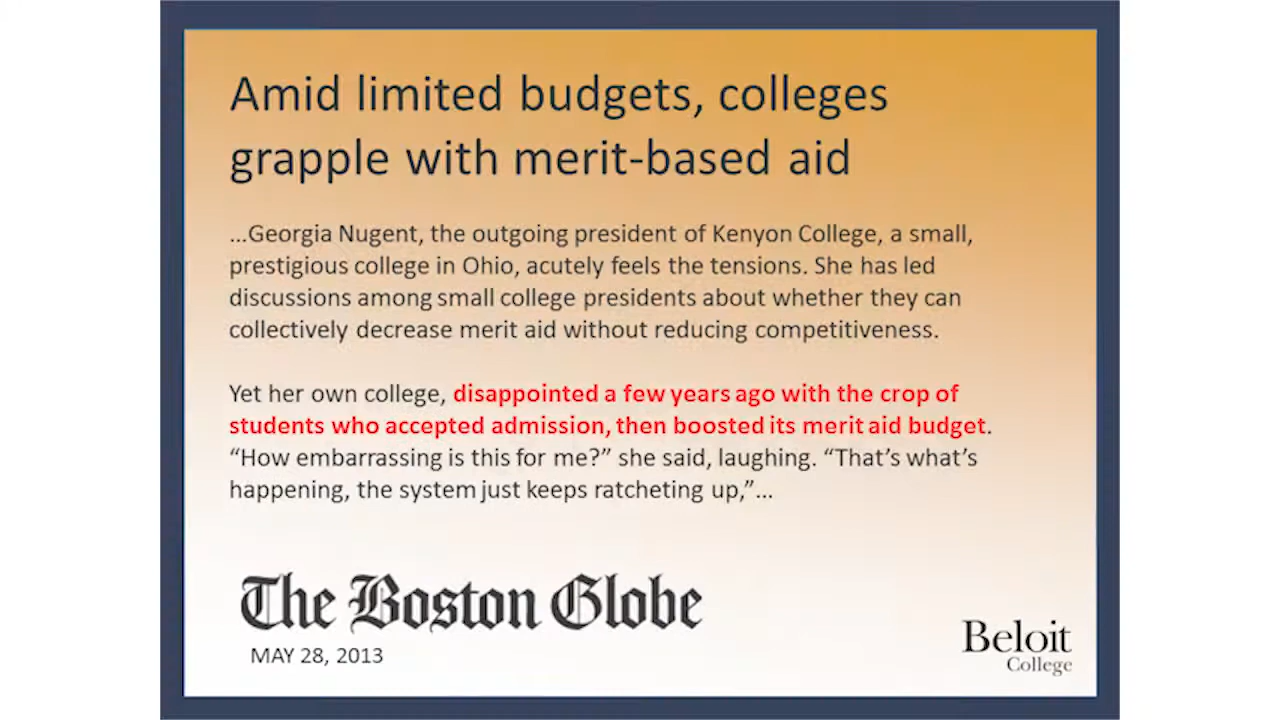 Amid limited budgets, colleges
grapple with merit-based aid
...Georgia Nugent, the outgoing president of Kenyon College, a small,
prestigious college in Ohio, acutely feels the tensions. She has led
discussions among small college presidents about whether they can
collectively decrease merit aid without reducing competitiveness.
Yet her own college, disappointed a few years ago with the crop of
students who accepted admission, then boosted its merit aid budget.
“How embarrassing is this for me?” she said, laughing. “That’s what’s
happening, the system just keeps ratcheting up,”...
The Boston Globe
MAY 28, 2013
Beloit
College